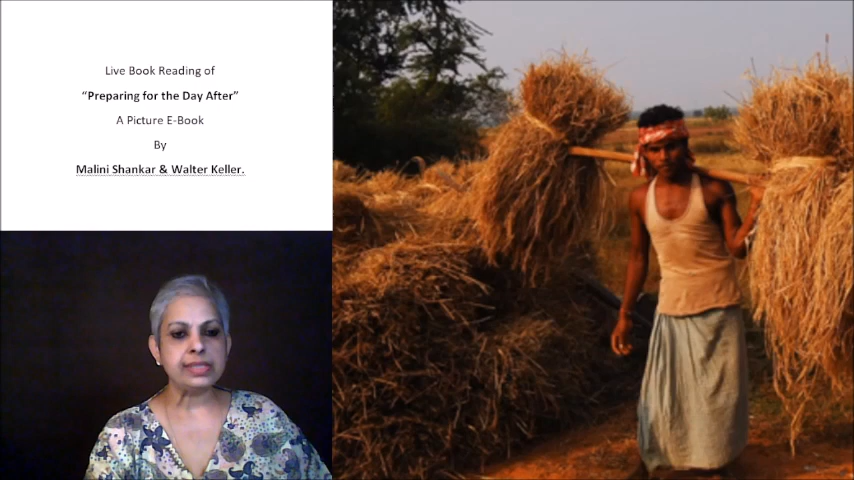 Live Book Reading of
“Preparing for the Day After”
A Picture E-Book
By
Malini Shankar & Walter Keller.